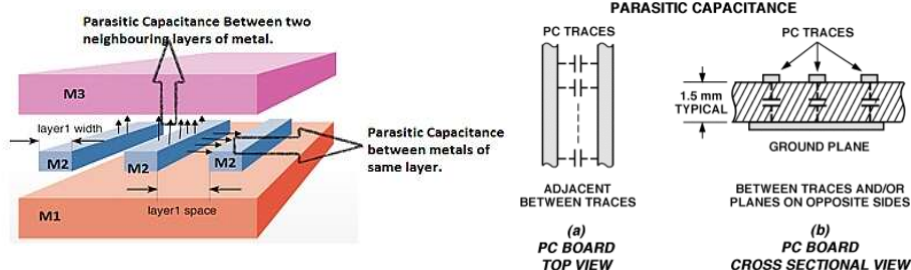 Parasitic Capacitance Between two
neighbouring layers of metal.
M3
layer1 width
M2
M2
M2
Parasitic Capacitance
between metals of
same layer.
M1
layer1 space
PARASITIC CAPACITANCE
PC TRACES
ADJACENT
BETWEEN TRACES
(a)
PC BOARD
TOP VIEW
PC TRACES
1.5 mm
TYPICAL
GROUND PLANE
BETWEEN TRACES AND/OR
PLANES ON OPPOSITE SIDES
(b)
PC BOARD
CROSS SECTIONAL VIEW